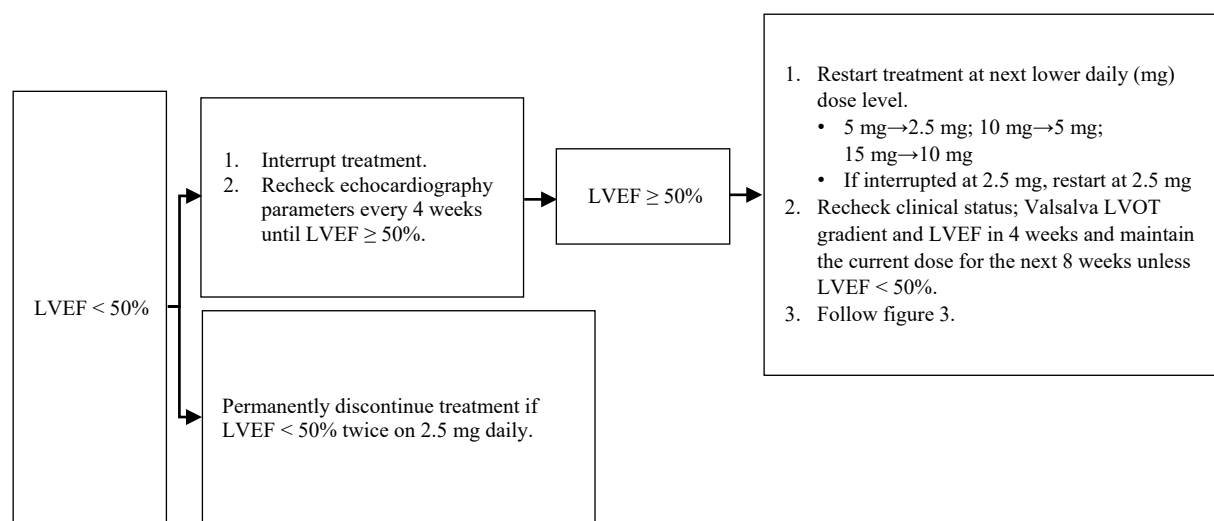 LVEF < 50%
1. Interrupt treatment.
2. Recheck echocardiography
parameters every 4 weeks
until LVEF ≥ 50%.
Permanently discontinue treatment if
LVEF < 50% twice on 2.5 mg daily.
LVEF ≥ 50%
1. Restart treatment at next lower daily (mg)
dose level.
• 5 mg→2.5 mg; 10 mg→5 mg;
15 mg→10 mg
• If interrupted at 2.5 mg, restart at 2.5 mg
2. Recheck clinical status; Valsalva LVOT
gradient and LVEF in 4 weeks and maintain
the current dose for the next 8 weeks unless
LVEF < 50%.
3. Follow figure 3.